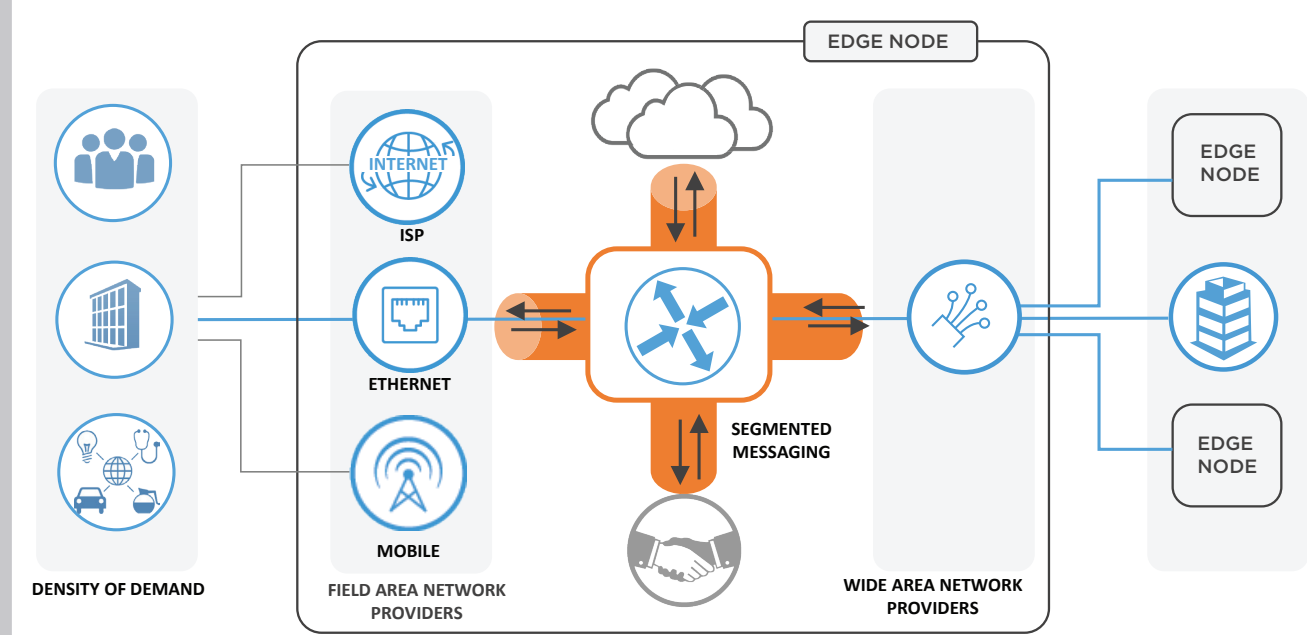 EDGE NODE
INTERNET
ISP
ETHERNET
MOBILE
DENSITY OF DEMAND
FIELD AREA NETWORK
PROVIDERS
SEGMENTED
MESSAGING
WIDE AREA NETWORK
PROVIDERS
EDGE
NODE
EDGE
NODE